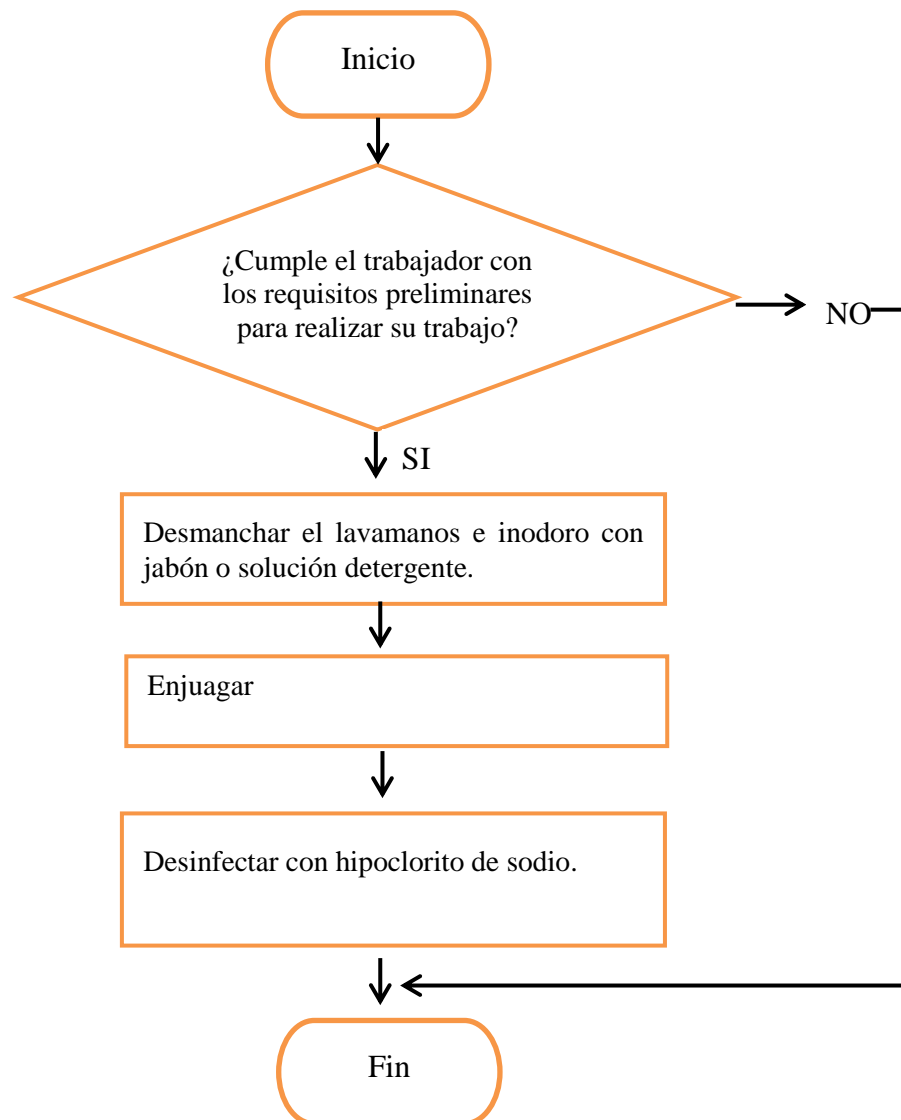 Inicio
¿Cumple el trabajador con
los requisitos preliminares
para realizar su trabajo?
NO
SI
Desmanchar el lavamanos e inodoro con
jabón o solución detergente.
Enjuagar
Desinfectar con hipoclorito de sodio.
Fin